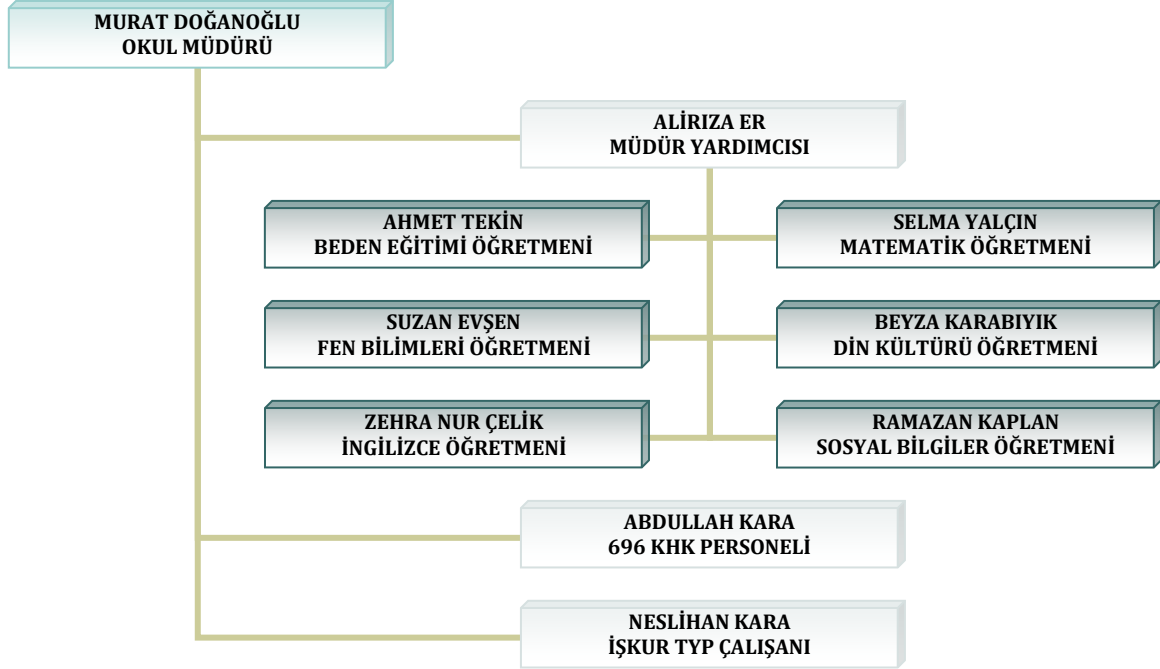 MURAT DOĞANOĞLU
OKUL MÜDÜRÜ
ALİRIZA ER
MÜDÜR YARDIMCISI
AHMET TEKİN
BEDEN EĞİTİMİ ÖĞRETMENİ
SELMA YALÇIN
MATEMATİK ÖĞRETMENİ
SUZAN EVŞEN
FEN BİLİMLERİ ÖĞRETMENİ
BEYZA KARABIYIK
DİN KÜLTÜRÜ ÖĞRETMENİ
ZEHRA NUR ÇELİK
İNGİLİZCE ÖĞRETMENİ
RAMAZAN KAPLAN
SOSYAL BİLGİLER ÖĞRETMENİ
ABDULLAH KARA
696 KHK PERSONELİ
NESLİHAN KARA
İŞKUR TYP ÇALIŞANI